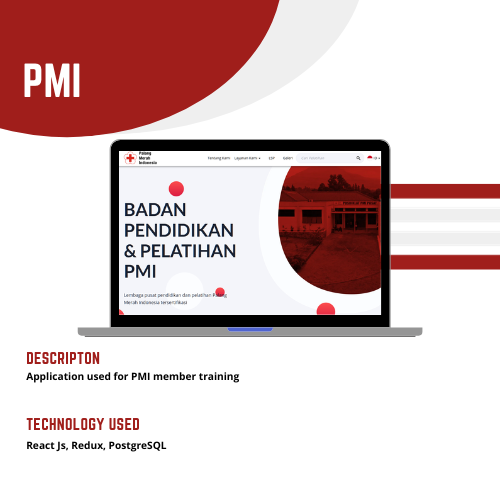 PMI
Palang
Merah
Indonesia
Tentang Kami Layanan Kami LSP Galeri
BADAN
PENDIDIKAN
& PELATIHAN
PMI
Lembaga pusat pendidikan dan pelatihan Palang
Merah Indonesia tersertifikasi
DESCRIPTON
Application used for PMI member training
TECHNOLOGY USED
React Js, Redux, PostgreSQL